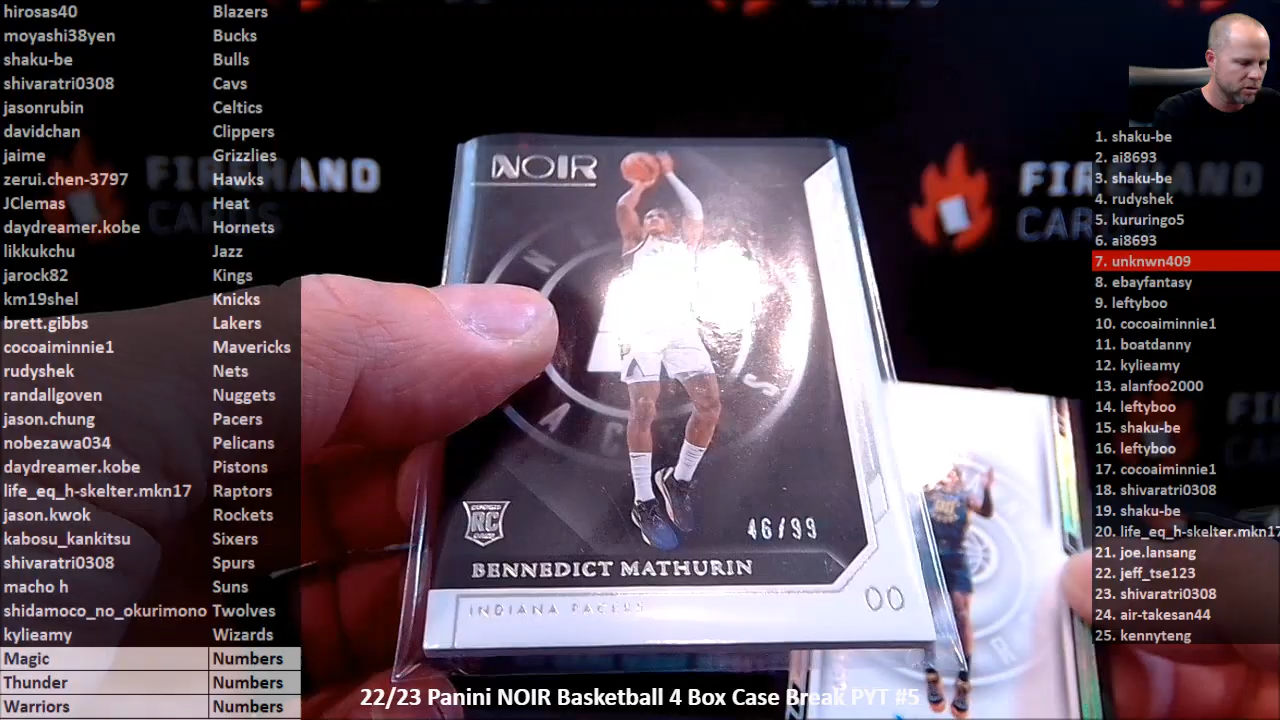 hirosas40 Blazers
moyashi38yen Bucks
shaku-be Bulls
shivaratri0308 Cavs
jasonrubin Celtics
davidchan Clippers
jaime Grizzlies
zerui.chen-3797 Hawks
JClemas Heat
daydreamer.kobe Hornets
likkukchu Jazz
jarock82 Kings
km19shel Knicks
brett.gibbs Lakers
cocoaiminnie1 Mavericks
rudyshek Nets
randallgoven Nuggets
jason.chung Pacers
nobezawa034 Pelicans
daydreamer.kobe Pistons
life_eq_h-skelter.mkn17 Raptors
jason.kwok Rockets
kabosu_kankitsu Sixers
shivaratri0308 Spurs
macho h Suns
shidamoco_no_okurimono Twolves
kylieamy Wizards
Magic Numbers
Thunder Numbers
Warriors Numbers
FIRSTHAND
CARDS
NOIR
RC
46/99
BENNEDICT MATHURIN
INDIANA PACERS
00
22/23 Panini NOIR Basketball 4 Box Case Break PYT #5
1. shaku-be
2. ai8693
3. shaku-be
4. rudyshek
5. kururingo5
6. ai8693
7. unknwn409
8. ebayfantasy
9. leftyboo
10. cocoaiminnie1
11. boatdanny
12. kylieamy
13. alanfoo2000
14. leftyboo
15. shaku-be
16. leftyboo
17. cocoaiminnie1
18. shivaratri0308
19. shaku-be
20. life_eq_h-skelter.mkn17
21. joe.lansang
22. jeff_tse123
23. shivaratri0308
24. air-takesan44
25. kennyteng